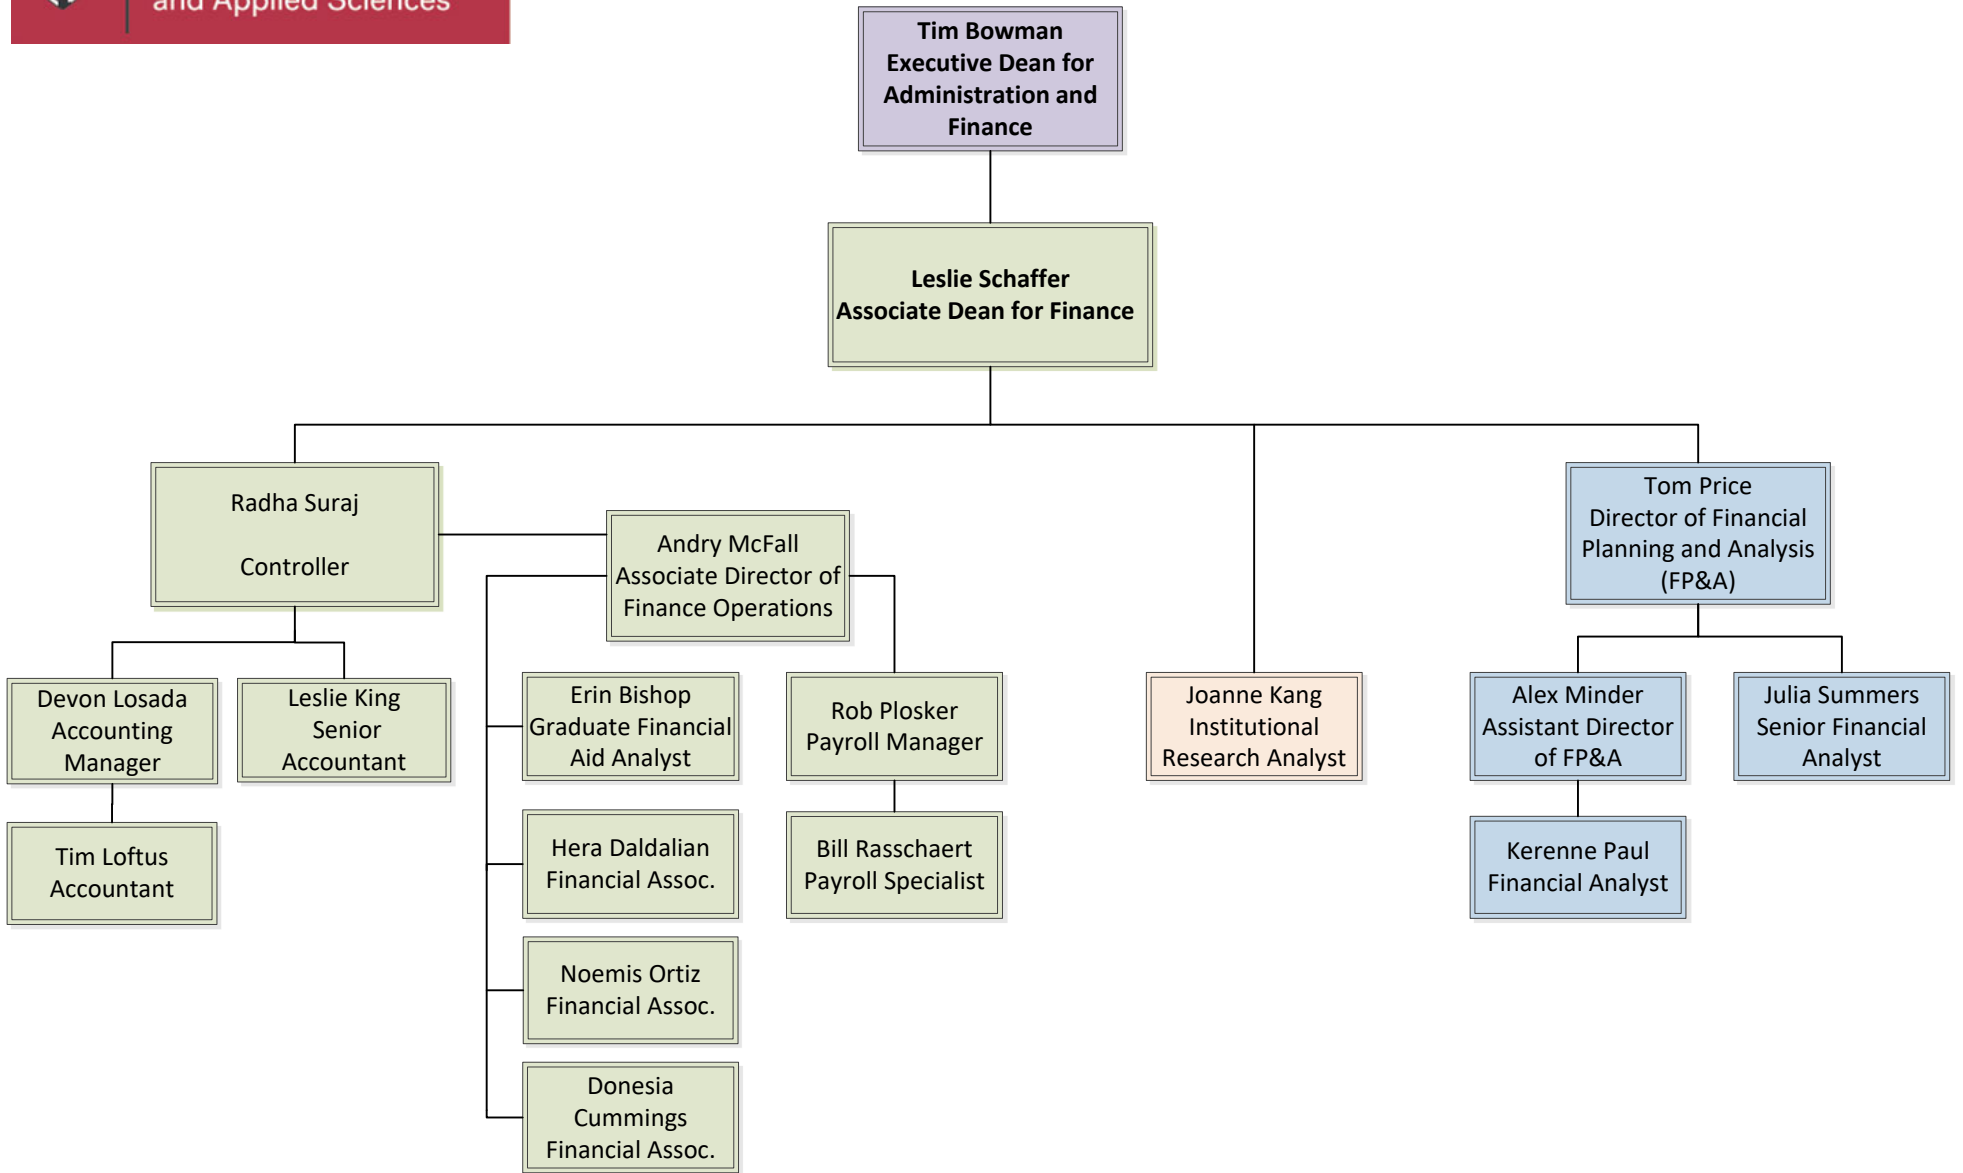 and Applied Sciences
Tim Bowman
Executive Dean for
Administration and
Finance
Leslie Schaffer
Associate Dean for Finance
Radha Suraj
Controller
Andry McFall
Associate Director of
Finance Operations
Tom Price
Director of Financial
Planning and Analysis
(FP&A)
Devon Losada
Accounting
Manager
Leslie King
Senior
Accountant
Erin Bishop
Graduate Financial
Aid Analyst
Rob Plosker
Payroll Manager
Joanne Kang
Institutional
Research Analyst
Alex Minder
Assistant Director
of FP&A
Julia Summers
Senior Financial
Analyst
Tim Loftus
Accountant
Hera Daldalian
Financial Assoc.
Bill Rasschaert
Payroll Specialist
Kerenne Paul
Financial Analyst
Noemis Ortiz
Financial Assoc.
Donesia
Cummings
Financial Assoc.